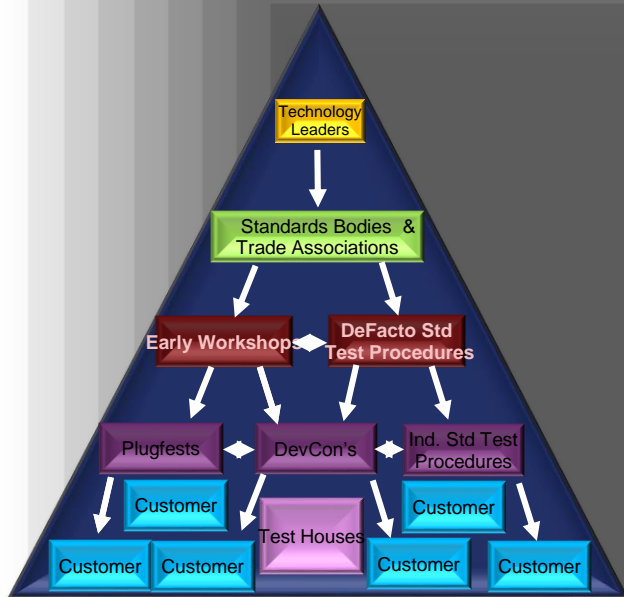 Technology
Leaders
Standards Bodies &
Trade Associations
Early Workshops
DeFacto Std
Test Procedures
Plugfests
DevCon's
Ind. Std Test
Procedures
Customer
Customer
Test Houses
Customer
Customer
Customer
Customer